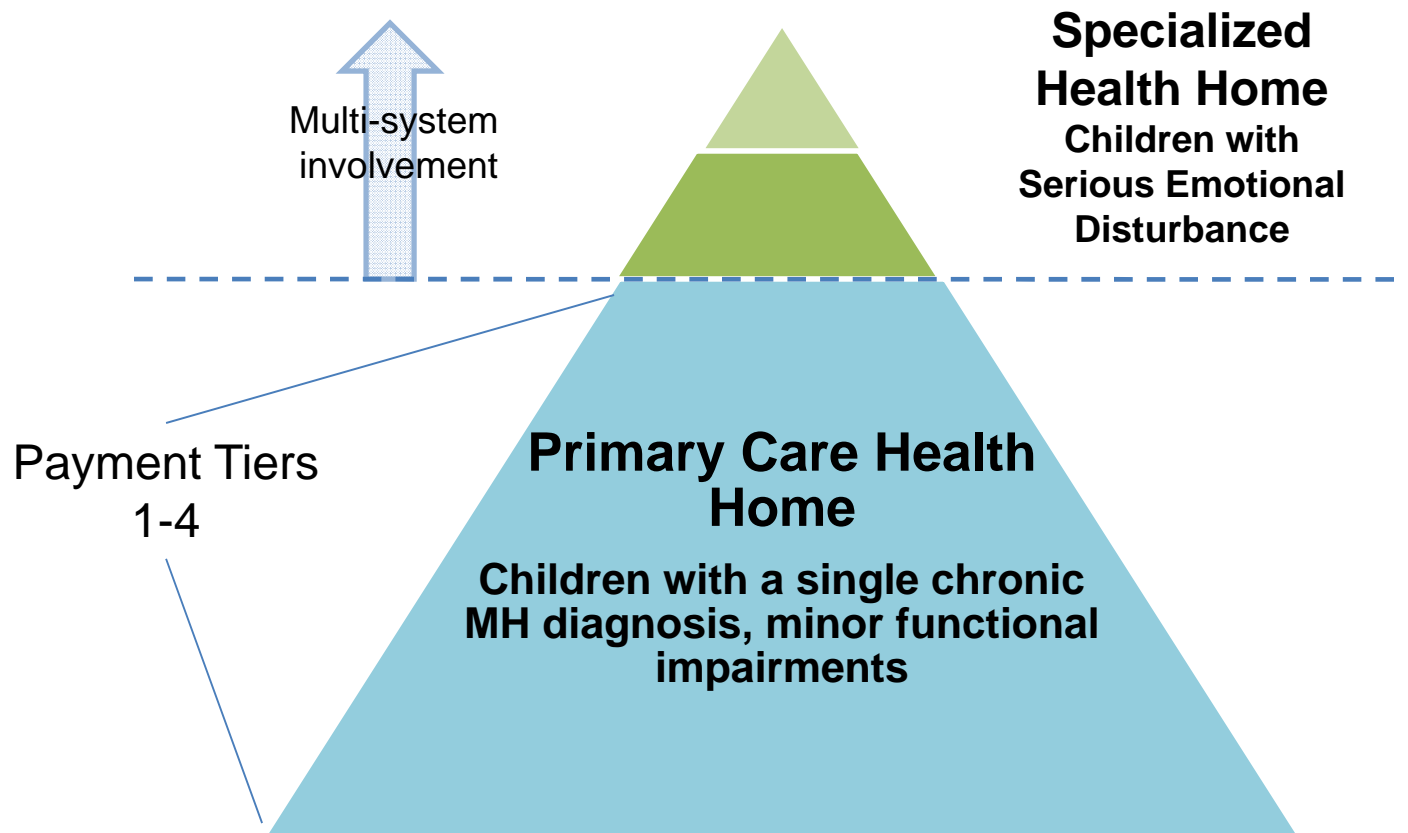 Specialized
Health Home
Children with
Serious Emotional
Disturbance
Multi-system
involvement
Payment Tiers
1-4
Primary Care Health
Home
Children with a single chronic
MH diagnosis, minor functional
impairments